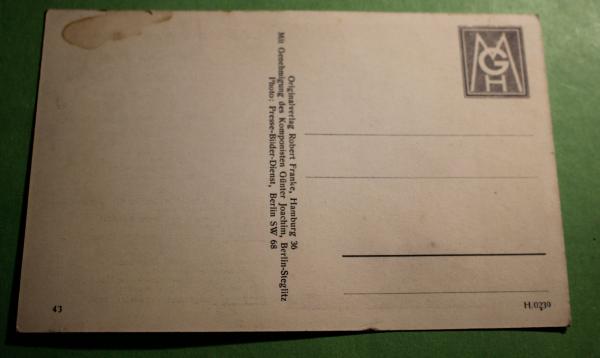 MGH
Originalverlag Robert Franke, Hamburg 36
Mit Genehmigung des Komponisten Günter Joachim, Berlin-Steglitz
Photo: Presse-Bilder-Dienst, Berlin SW 68
43
H/0239